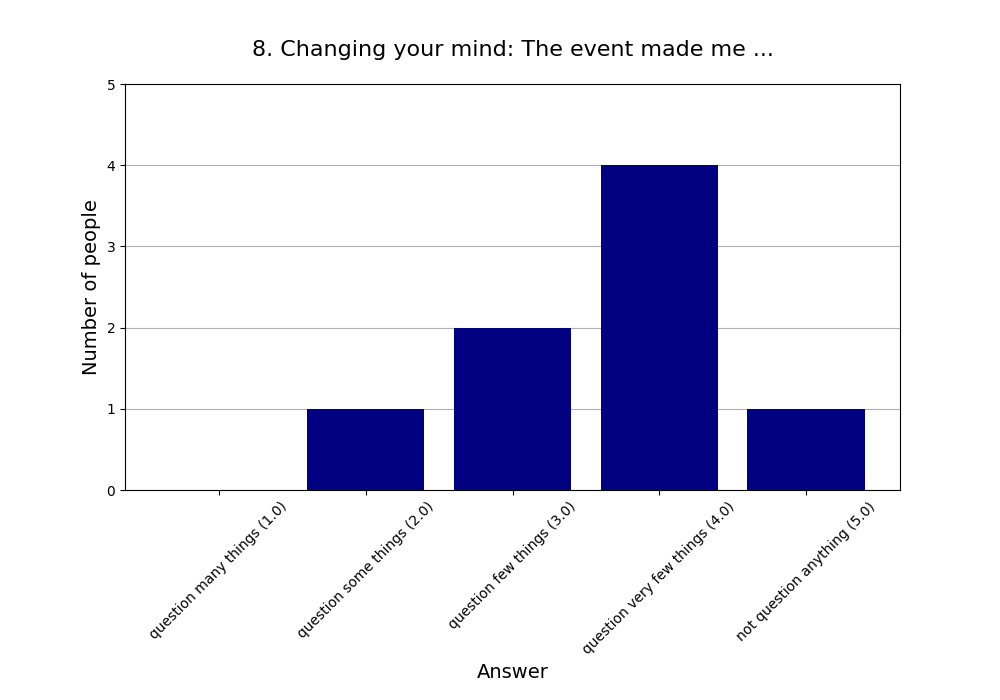 8. Changing your mind: The event made me ...
5
4
3
2
1
0
Number of people
question many things (1.0)
question some things (2.0)
question few things (3.0)
question very few things (4.0)
not question anything (5.0)
Answer